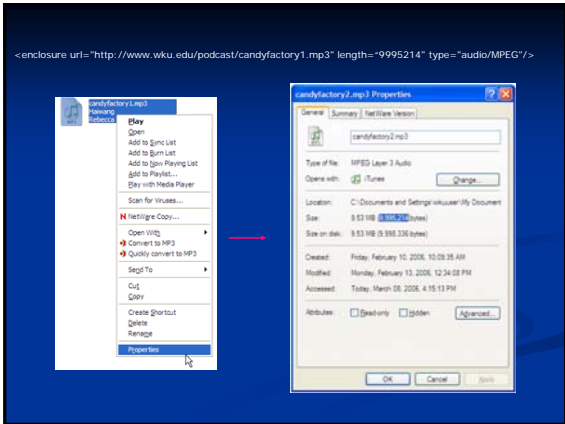 <enclosure url="http://www.wku.edu/podcast/candyfactory1.mp3" length="9995214" type="audio/MPEG"/>
candyfactory1.mp3
Haiwang
Rebecca
Play
Open
Add to Sync List
Add to Burn List
Add to Now Playing List
Add to Playlist...
Play with Media Player
Scan for Viruses...
NetWare Copy...
Open With
Convert to MP3
Quickly convert to MP3
Send To
Cut
Copy
Create Shortcut
Delete
Rename
Properties
candyfactory2.mp3 Properties
General Summary NetWare Version
candyfactory2.mp3
Type of file: MPEG Layer 3 Audio
Opens with: iTunes Change...
Location: C:\Documents and Settings\wkuuser\My Document
Size: 9.53 MB (9,995,214 bytes)
Size on disk: 9.53 MB (9,998,336 bytes)
Created: Friday, February 10, 2006, 10:09:35 AM
Modified: Monday, February 13, 2006, 12:34:08 PM
Accessed: Today, March 08, 2006, 4:15:13 PM
Attributes: Read-only Hidden Advanced...
OK Cancel Apply